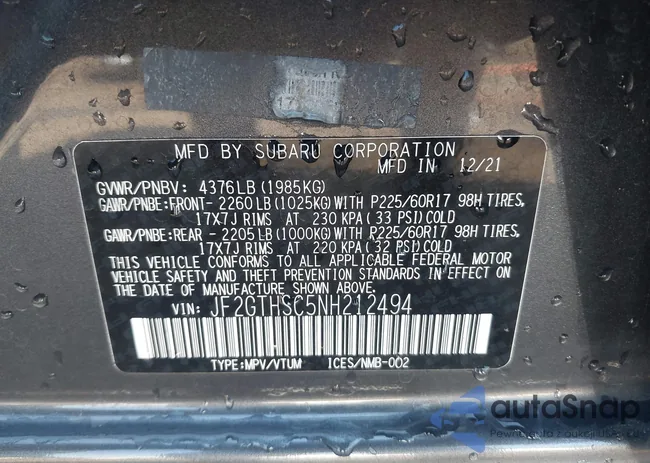 MFD BY SUBARU CORPORATION
MFD IN 12/21
GVWR/PNBV: 4376LB(1985KG)
GAWR/PNBE:FRONT-2260LB(1025KG)WITH P225/60R17 98H TIRES,
17X7J RIMS AT 230 KPA(33 PSI)COLD
GAWR/PNBE:REAR -2205LB(1000KG)WITH P225/60R17 98H TIRES,
17X7J RIMS AT 220 KPA(32 PSI)COLD
THIS VEHICLE CONFORMS TO ALL APPLICABLE FEDERAL MOTOR
VEHICLE SAFETY AND THEFT PREVENTION STANDARDS IN EFFECT ON
THE DATE OF MANUFACTURE SHOWN ABOVE.
VIN: JF2GTHSC5NH212494
TYPE:MPV/VTUM ICES/NMB-002
autaSnap